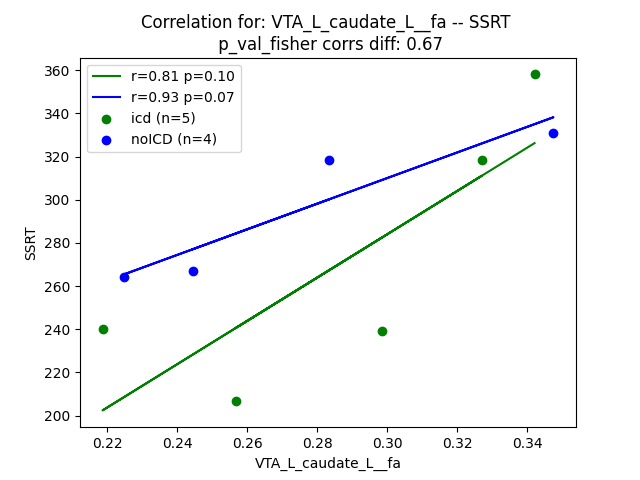 Correlation for: VTA_L_caudate_L__fa -- SSRT
p_val_fisher corrs diff: 0.67
r=0.81 p=0.10
r=0.93 p=0.07
icd (n=5)
noICD (n=4)
360
340
320
300
280
260
240
220
200
SSRT
0.22 0.24 0.26 0.28 0.30 0.32 0.34
VTA_L_caudate_L__fa